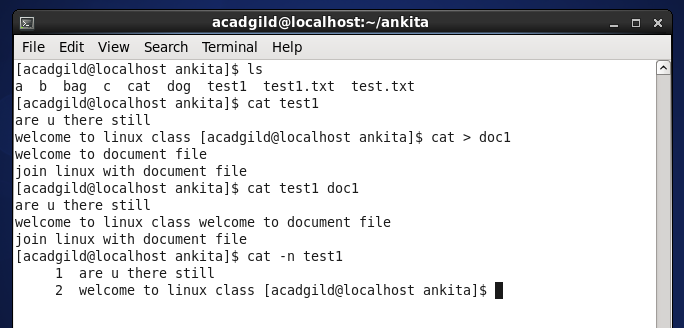 acadgild@localhost:~/ankita
File Edit View Search Terminal Help
[acadgild@localhost ankita]$ ls
a  b  bag  c  cat  dog  test1  test1.txt  test.txt
[acadgild@localhost ankita]$ cat test1
are u there still
welcome to linux class [acadgild@localhost ankita]$ cat > doc1
welcome to document file
join linux with document file
[acadgild@localhost ankita]$ cat test1 doc1
are u there still
welcome to linux class welcome to document file
join linux with document file
[acadgild@localhost ankita]$ cat -n test1
     1  are u there still
     2  welcome to linux class [acadgild@localhost ankita]$